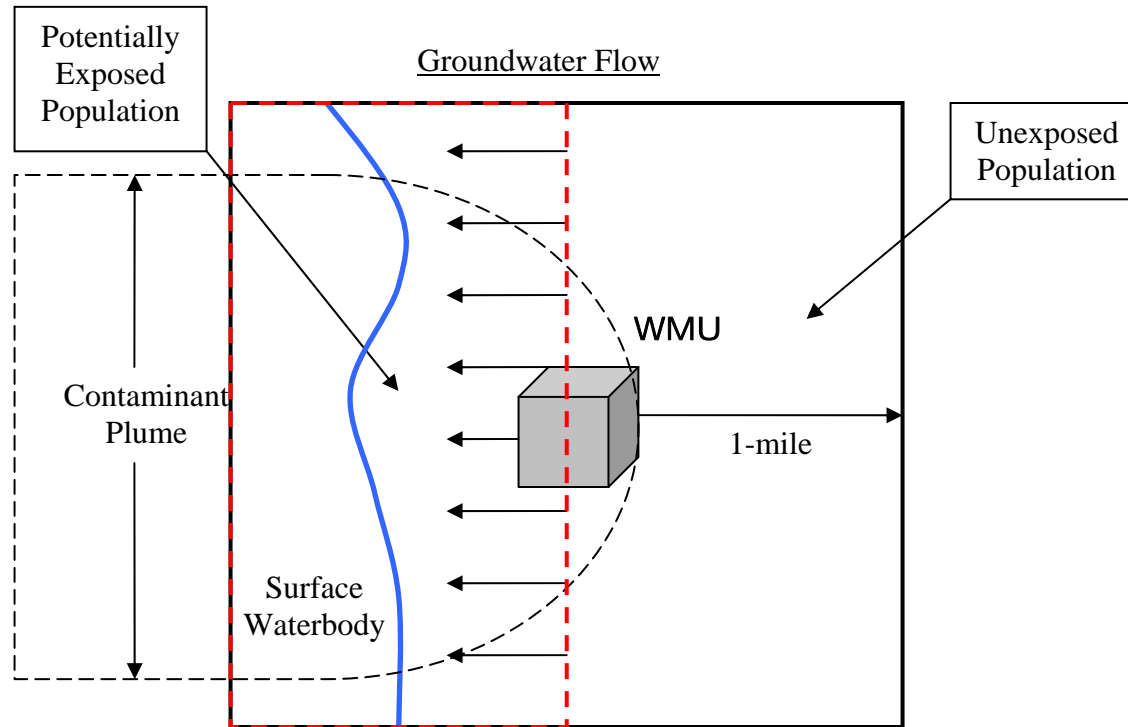 Potentially
Exposed
Population
Groundwater Flow
Unexposed
Population
WMU
Contaminant
Plume
1-mile
Surface
Waterbody